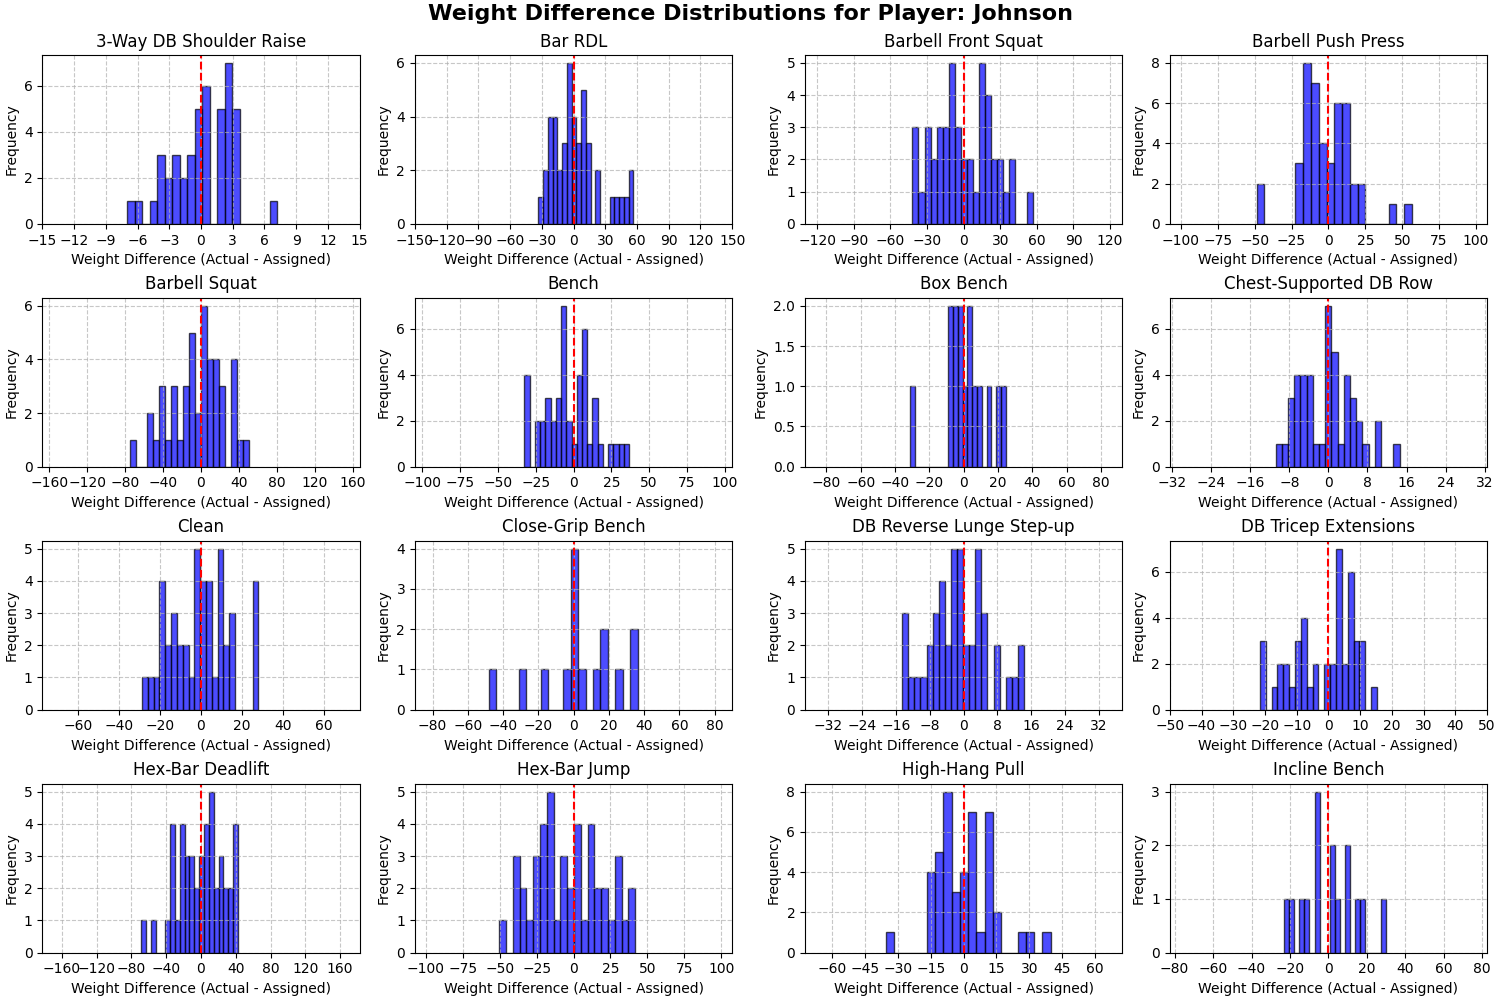 Weight Difference Distributions for Player: Johnson
3-Way DB Shoulder Raise
Frequency
0 2 4 6
−15 −12 −9 −6 −3 0 3 6 9 12 15
Weight Difference (Actual - Assigned)
Bar RDL
Frequency
0 1 2 3 4 5 6
−150 −120 −90 −60 −30 0 30 60 90 120 150
Weight Difference (Actual - Assigned)
Barbell Front Squat
Frequency
0 1 2 3 4 5
−120 −90 −60 −30 0 30 60 90 120
Weight Difference (Actual - Assigned)
Barbell Push Press
Frequency
0 2 4 6 8
−100 −75 −50 −25 0 25 50 75 100
Weight Difference (Actual - Assigned)
Barbell Squat
Frequency
0 2 4 6
−160 −120 −80 −40 0 40 80 120 160
Weight Difference (Actual - Assigned)
Bench
Frequency
0 2 4 6
−100 −75 −50 −25 0 25 50 75 100
Weight Difference (Actual - Assigned)
Box Bench
Frequency
0.0 0.5 1.0 1.5 2.0
−80 −60 −40 −20 0 20 40 60 80
Weight Difference (Actual - Assigned)
Chest-Supported DB Row
Frequency
0 2 4 6
−32 −24 −16 −8 0 8 16 24 32
Weight Difference (Actual - Assigned)
Clean
Frequency
0 1 2 3 4 5
−60 −40 −20 0 20 40 60
Weight Difference (Actual - Assigned)
Close-Grip Bench
Frequency
0 1 2 3 4
−80 −60 −40 −20 0 20 40 60 80
Weight Difference (Actual - Assigned)
DB Reverse Lunge Step-up
Frequency
0 1 2 3 4 5
−32 −24 −16 −8 0 8 16 24 32
Weight Difference (Actual - Assigned)
DB Tricep Extensions
Frequency
0 2 4 6
−50 −40 −30 −20 −10 0 10 20 30 40 50
Weight Difference (Actual - Assigned)
Hex-Bar Deadlift
Frequency
0 1 2 3 4 5
−160 −120 −80 −40 0 40 80 120 160
Weight Difference (Actual - Assigned)
Hex-Bar Jump
Frequency
0 1 2 3 4 5
−100 −75 −50 −25 0 25 50 75 100
Weight Difference (Actual - Assigned)
High-Hang Pull
Frequency
0 2 4 6 8
−60 −45 −30 −15 0 15 30 45 60
Weight Difference (Actual - Assigned)
Incline Bench
Frequency
0 1 2 3
−80 −60 −40 −20 0 20 40 60 80
Weight Difference (Actual - Assigned)